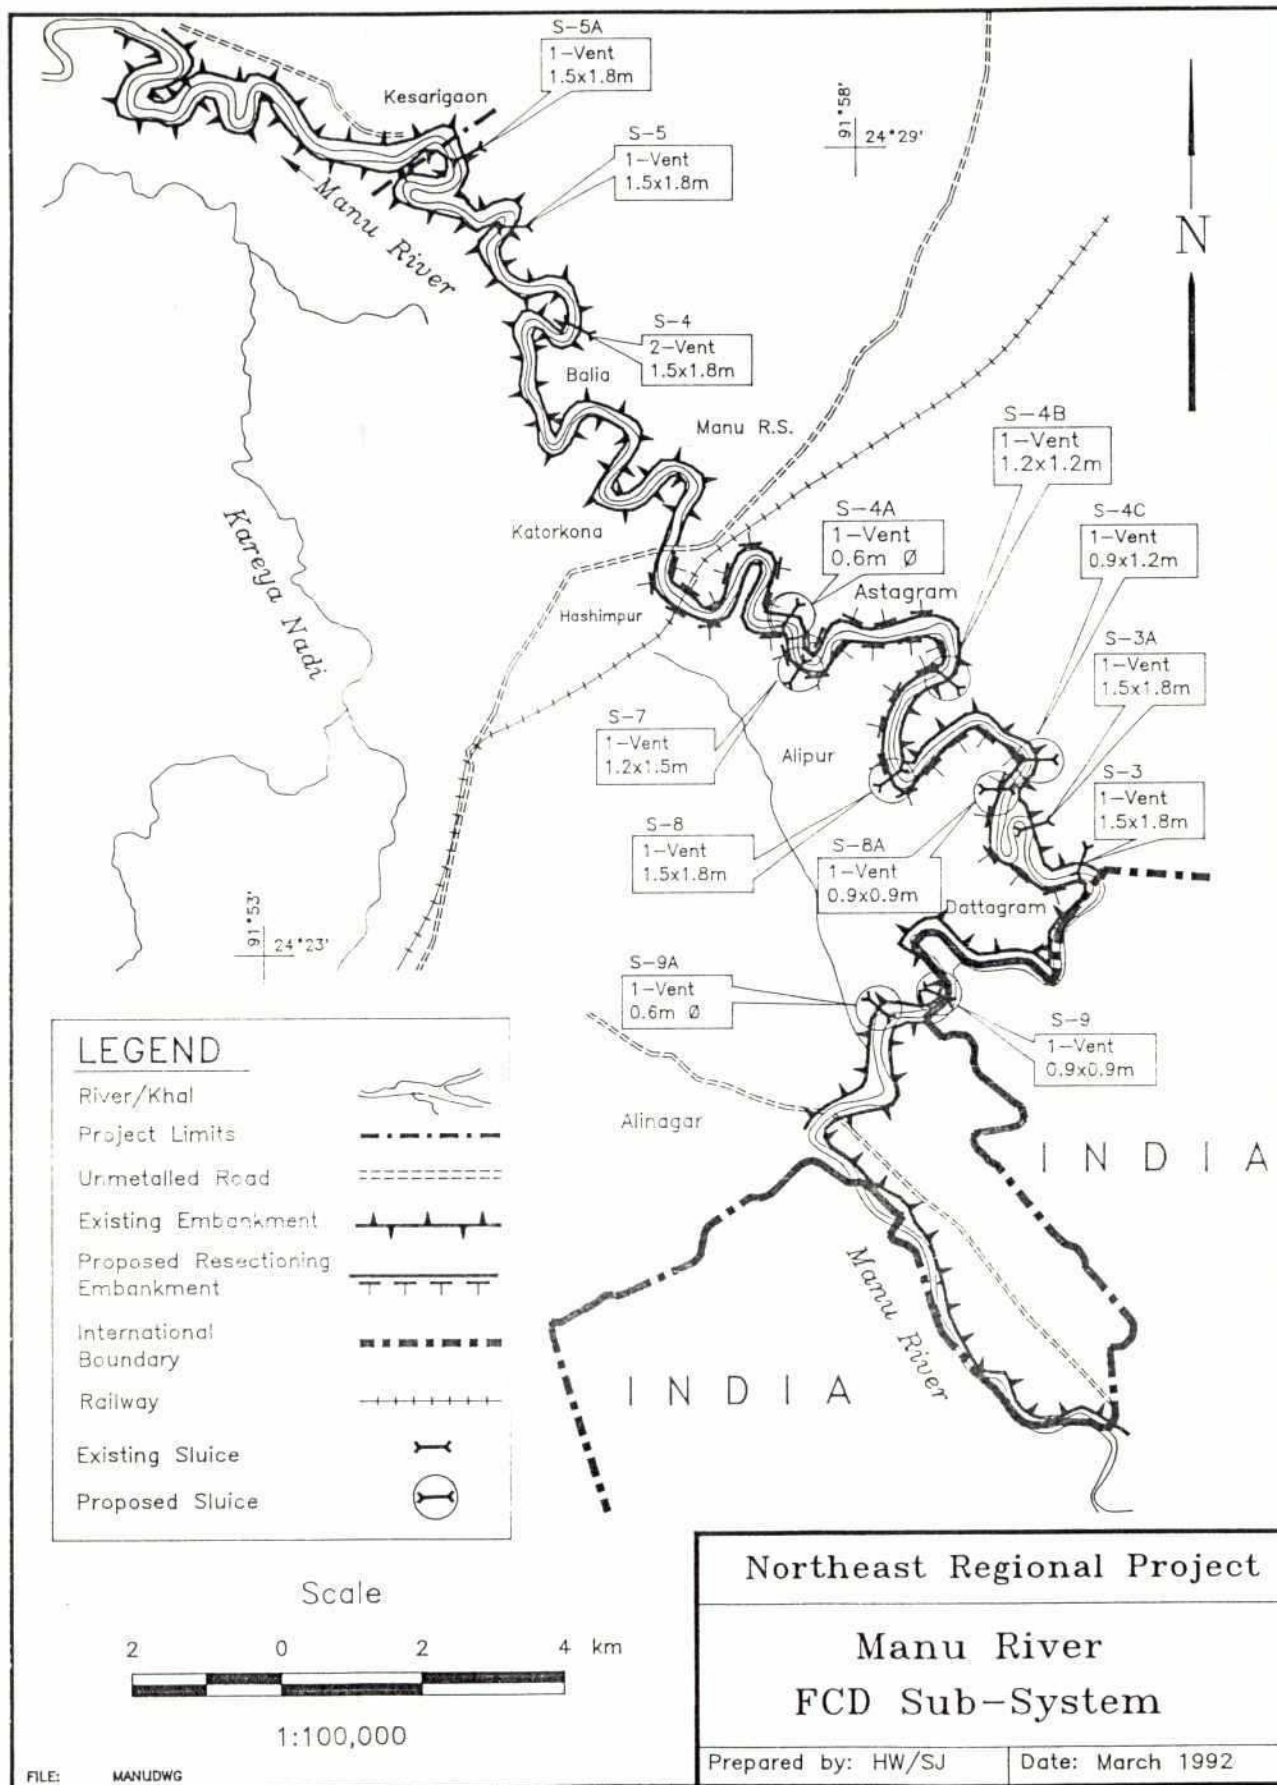 S-5A
1-Vent
1.5x1.8m
Kesarigaon
S-5
1-Vent
1.5x1.8m
91°58'
24°29'
Manu River
N
S-4
2-Vent
1.5x1.8m
Balia
Manu R.S.
S-4B
1-Vent
1.2x1.2m
Kareya Nadi
Katorkona
S-4A
1-Vent
0.6m Ø
S-4C
1-Vent
0.9x1.2m
Hashimpur
Astagram
S-3A
1-Vent
1.5x1.8m
S-7
1-Vent
1.2x1.5m
Alipur
S-3
1-Vent
1.5x1.8m
S-8
1-Vent
1.5x1.8m
S-8A
1-Vent
0.9x0.9m
Dattagram
91°53'
24°23'
S-9A
1-Vent
0.6m Ø
S-9
1-Vent
0.9x0.9m
Alinagar
INDIA
Manu River
INDIA
LEGEND
River/Khal
Project Limits
Unmetalled Road
Existing Embankment
Proposed Resectioning
Embankment
International
Boundary
Railway
Existing Sluice
Proposed Sluice
Scale
2 0 2 4 km
1:100,000
Northeast Regional Project
Manu River
FCD Sub-System
Prepared by: HW/SJ
Date: March 1992
FILE: MANUDWG